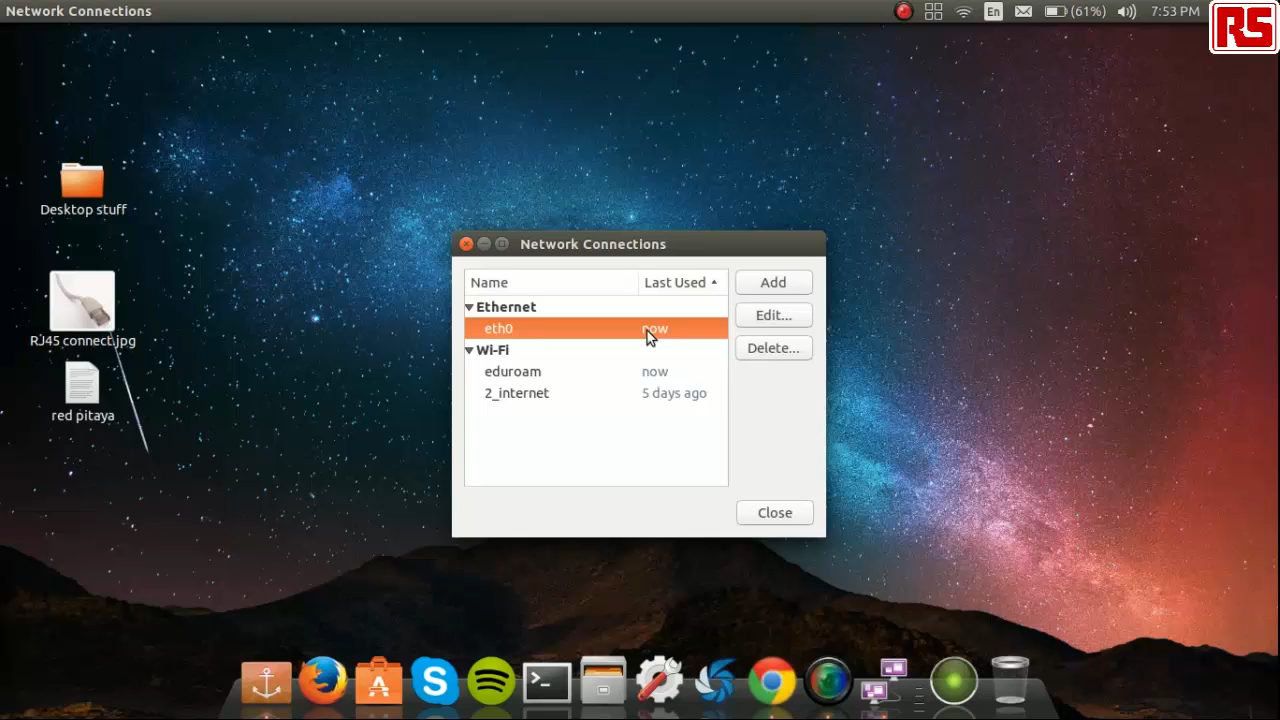 Network Connections
En
(61%)
7:53 PM
RS
Desktop stuff
RJ45 connect.jpg
red pitaya
Network Connections
Name Last Used
Add
Ethernet
eth0 now
Edit...
Wi-Fi
Delete...
eduroam now
2_internet 5 days ago
Close